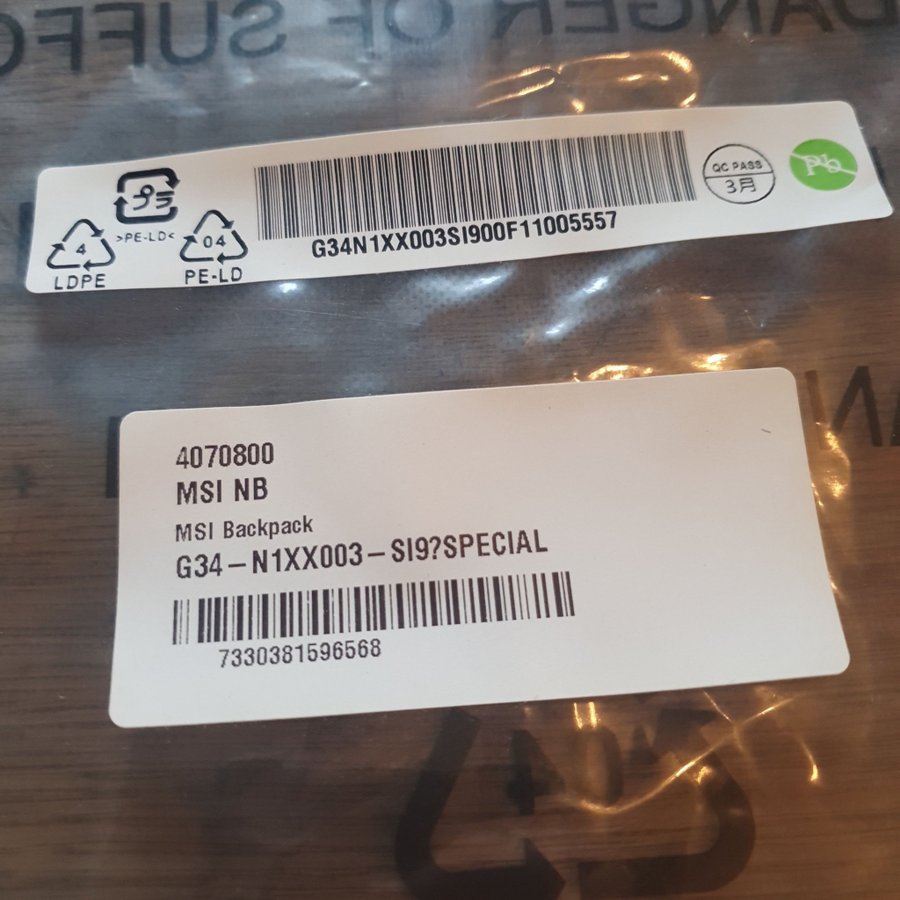 DANGER OF SUFFO
QC PASS
3月
Pb
プラ
>PE-LD<
4
LDPE
04
PE-LD
G34N1XX003SI900F11005557
4070800
MSI NB
MSI Backpack
G34-N1XX003-SI9?SPECIAL
7330381596568
04